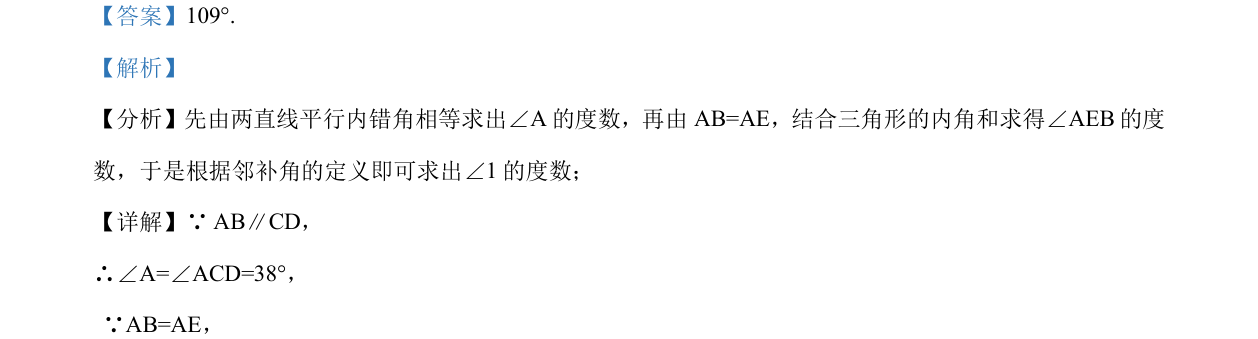 【答案】109°.
【解析】
【分析】先由两直线平行内错角相等求出∠A 的度数，再由 AB=AE，结合三角形的内角和求得∠AEB 的度
数，于是根据邻补角的定义即可求出∠1 的度数；
【详解】∵ AB∥CD，
∴∠A=∠ACD=38°，
∵AB=AE，